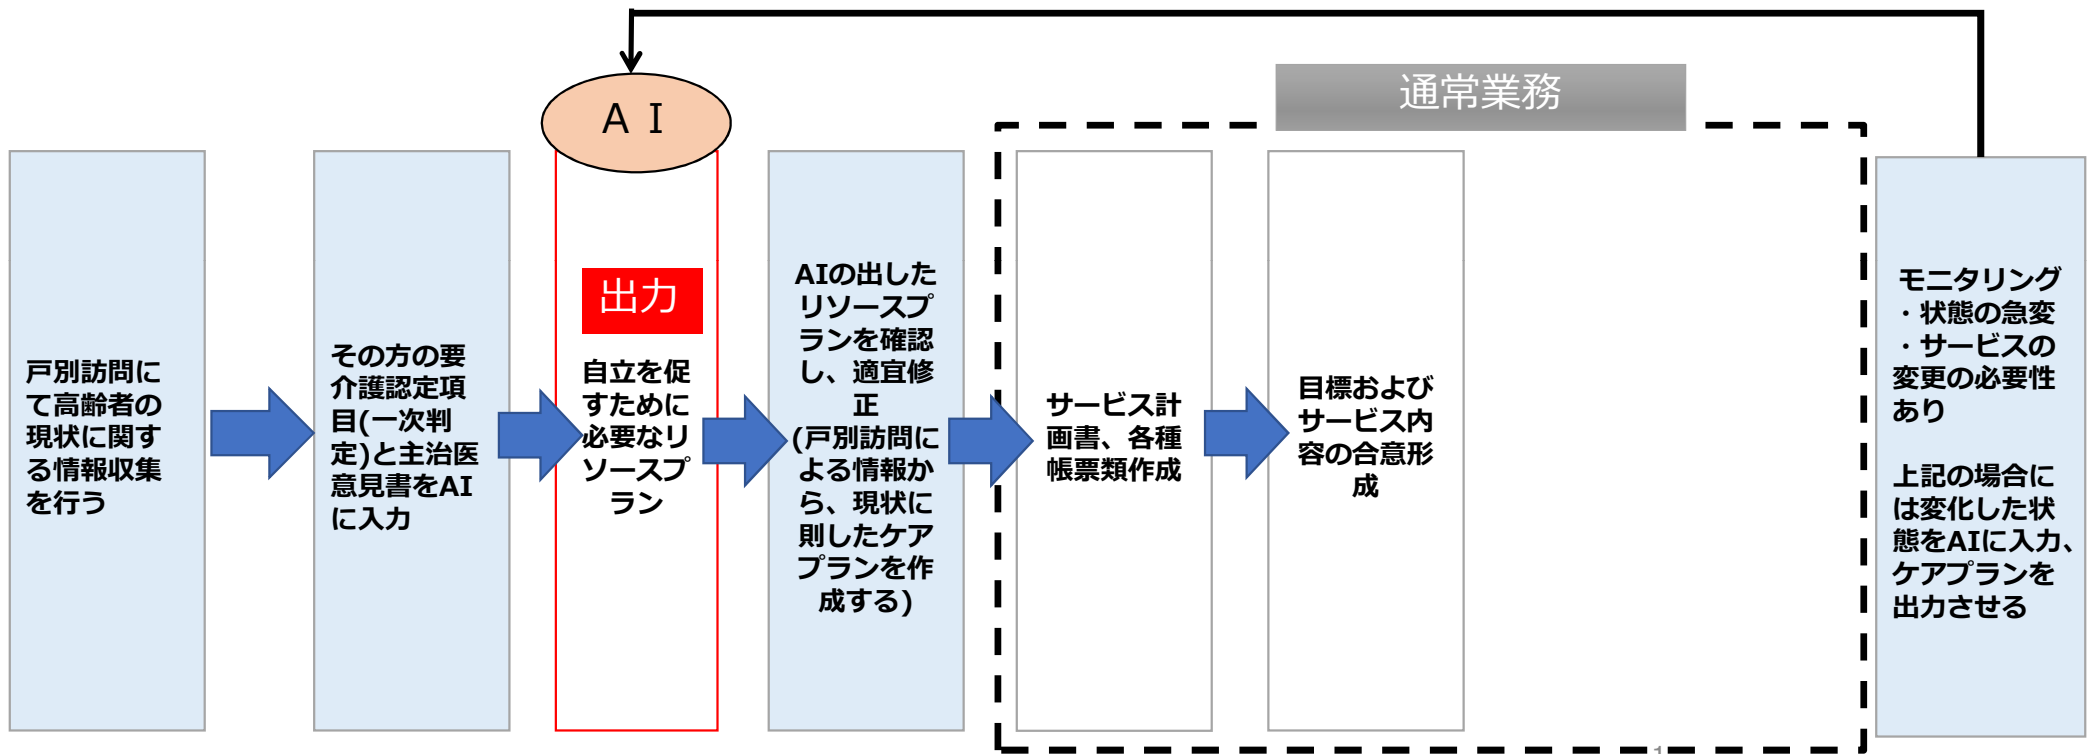 ＡＩ
通常業務
戸別訪問に
て高齢者の
現状に関す
る情報収集
を行う
その方の要
介護認定項
目(一次判
定)と主治医
意見書をAI
に入力
出力
自立を促
すために
必要なリ
ソースプ
ラン
AIの出した
リソースプ
ランを確認
し、適宜修
正
(戸別訪問に
よる情報か
ら、現状に
則したケア
プランを作
成する)
サービス計
画書、各種
帳票類作成
目標および
サービス内
容の合意形
成
モニタリング
・状態の急変
・サービスの
変更の必要性
あり
上記の場合に
は変化した状
態をAIに入力、
ケアプランを
出力させる
1